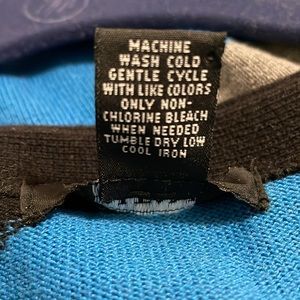 MACHINE
WASH COLD
GENTLE CYCLE
WITH LIKE COLORS
ONLY NON-
CHLORINE BLEACH
WHEN NEEDED
TUMBLE DRY LOW
COOL IRON